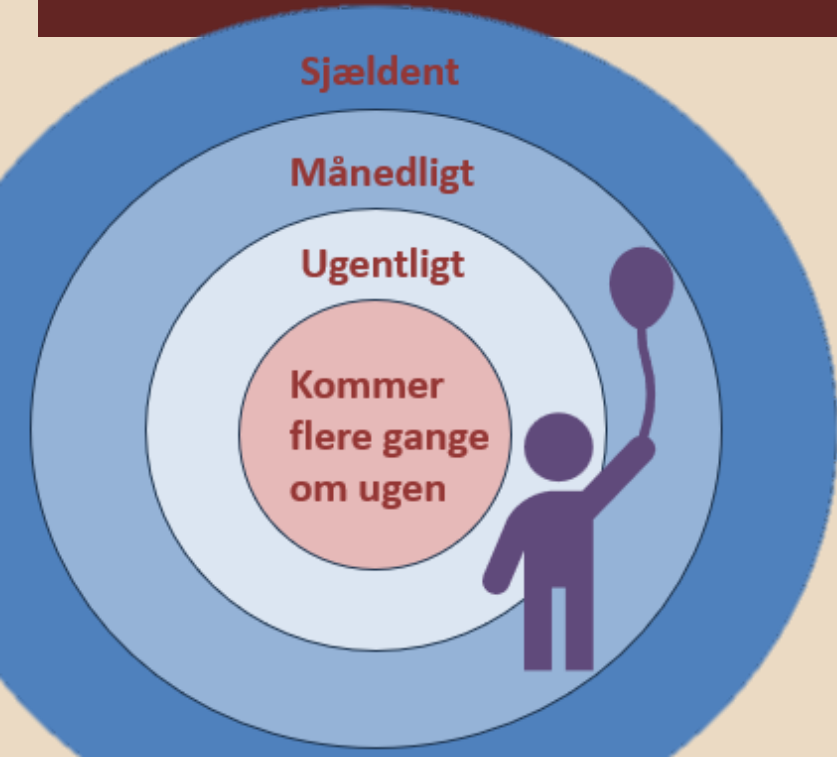 Sjældent
Månedligt
Ugentligt
Kommer
flere gange
om ugen